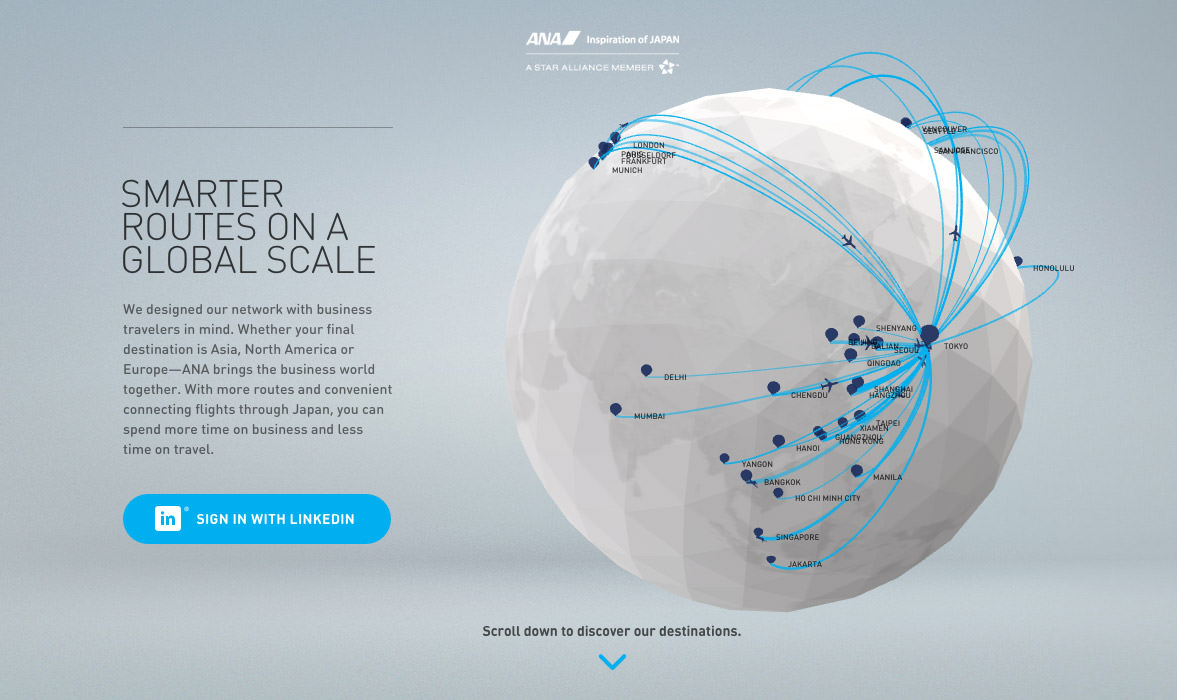 ANA Inspiration of JAPAN
A STAR ALLIANCE MEMBER
SMARTER
ROUTES ON A
GLOBAL SCALE
We designed our network with business
travelers in mind. Whether your final
destination is Asia, North America or
Europe—ANA brings the business world
together. With more routes and convenient
connecting flights through Japan, you can
spend more time on business and less
time on travel.
in® SIGN IN WITH LINKEDIN
LONDON
PARIS
DUSSELDORF
FRANKFURT
MUNICH
VANCOUVER
SEATTLE
SAN JOSE
SAN FRANCISCO
HONOLULU
SHENYANG
BEIJING
DALIAN
SEOUL
TOKYO
QINGDAO
DELHI
CHENGDU
SHANGHAI
HANGZHOU
MUMBAI
TAIPEI
XIAMEN
GUANGZHOU
HONG KONG
HANOI
YANGON
BANGKOK
MANILA
HO CHI MINH CITY
SINGAPORE
JAKARTA
Scroll down to discover our destinations.